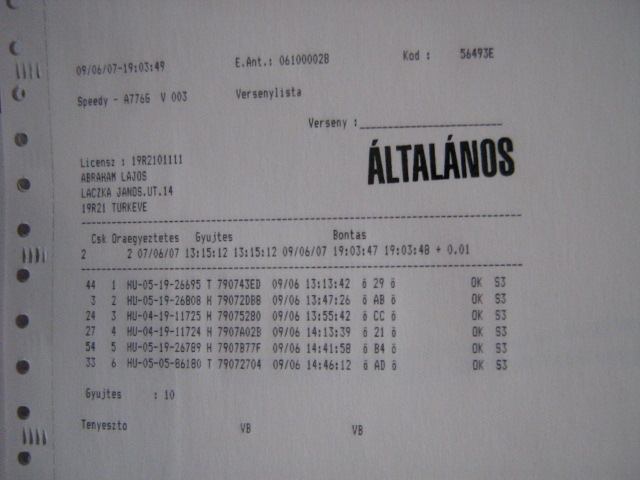 09/06/07-19:03:49 E.Ant.: 06100002B Kod : 56493E
Speedy - A776G V 003 Versenylista
Verseny :
ÁLTALÁNOS
Licensz : 19R2101111
ABRAHAM LAJOS
LACZKA JANOS.UT.14
19R21 TURKEVE
Csk Oraegyeztetes Gyujtes Bontas
2 2 07/06/07 13:15:12 13:15:12 09/06/07 19:03:47 19:03:48 + 0.01
44 1 HU-05-19-26695 T 790743ED 09/06 13:13:42 ö 29 ö OK S3
3 2 HU-05-19-26808 H 79072DBB 09/06 13:47:26 ö AB ö OK S3
24 3 HU-04-19-11725 H 790752B0 09/06 13:55:42 ö CC ö OK S3
27 4 HU-04-19-11724 H 7907A02B 09/06 14:13:39 ö 21 ö OK S3
54 5 HU-05-19-26789 H 7907B77F 09/06 14:41:58 ö B4 ö OK S3
33 6 HU-05-05-86180 T 79072704 09/06 14:46:12 ö AD ö OK S3
Gyujtes : 10
Tenyeszto VB VB